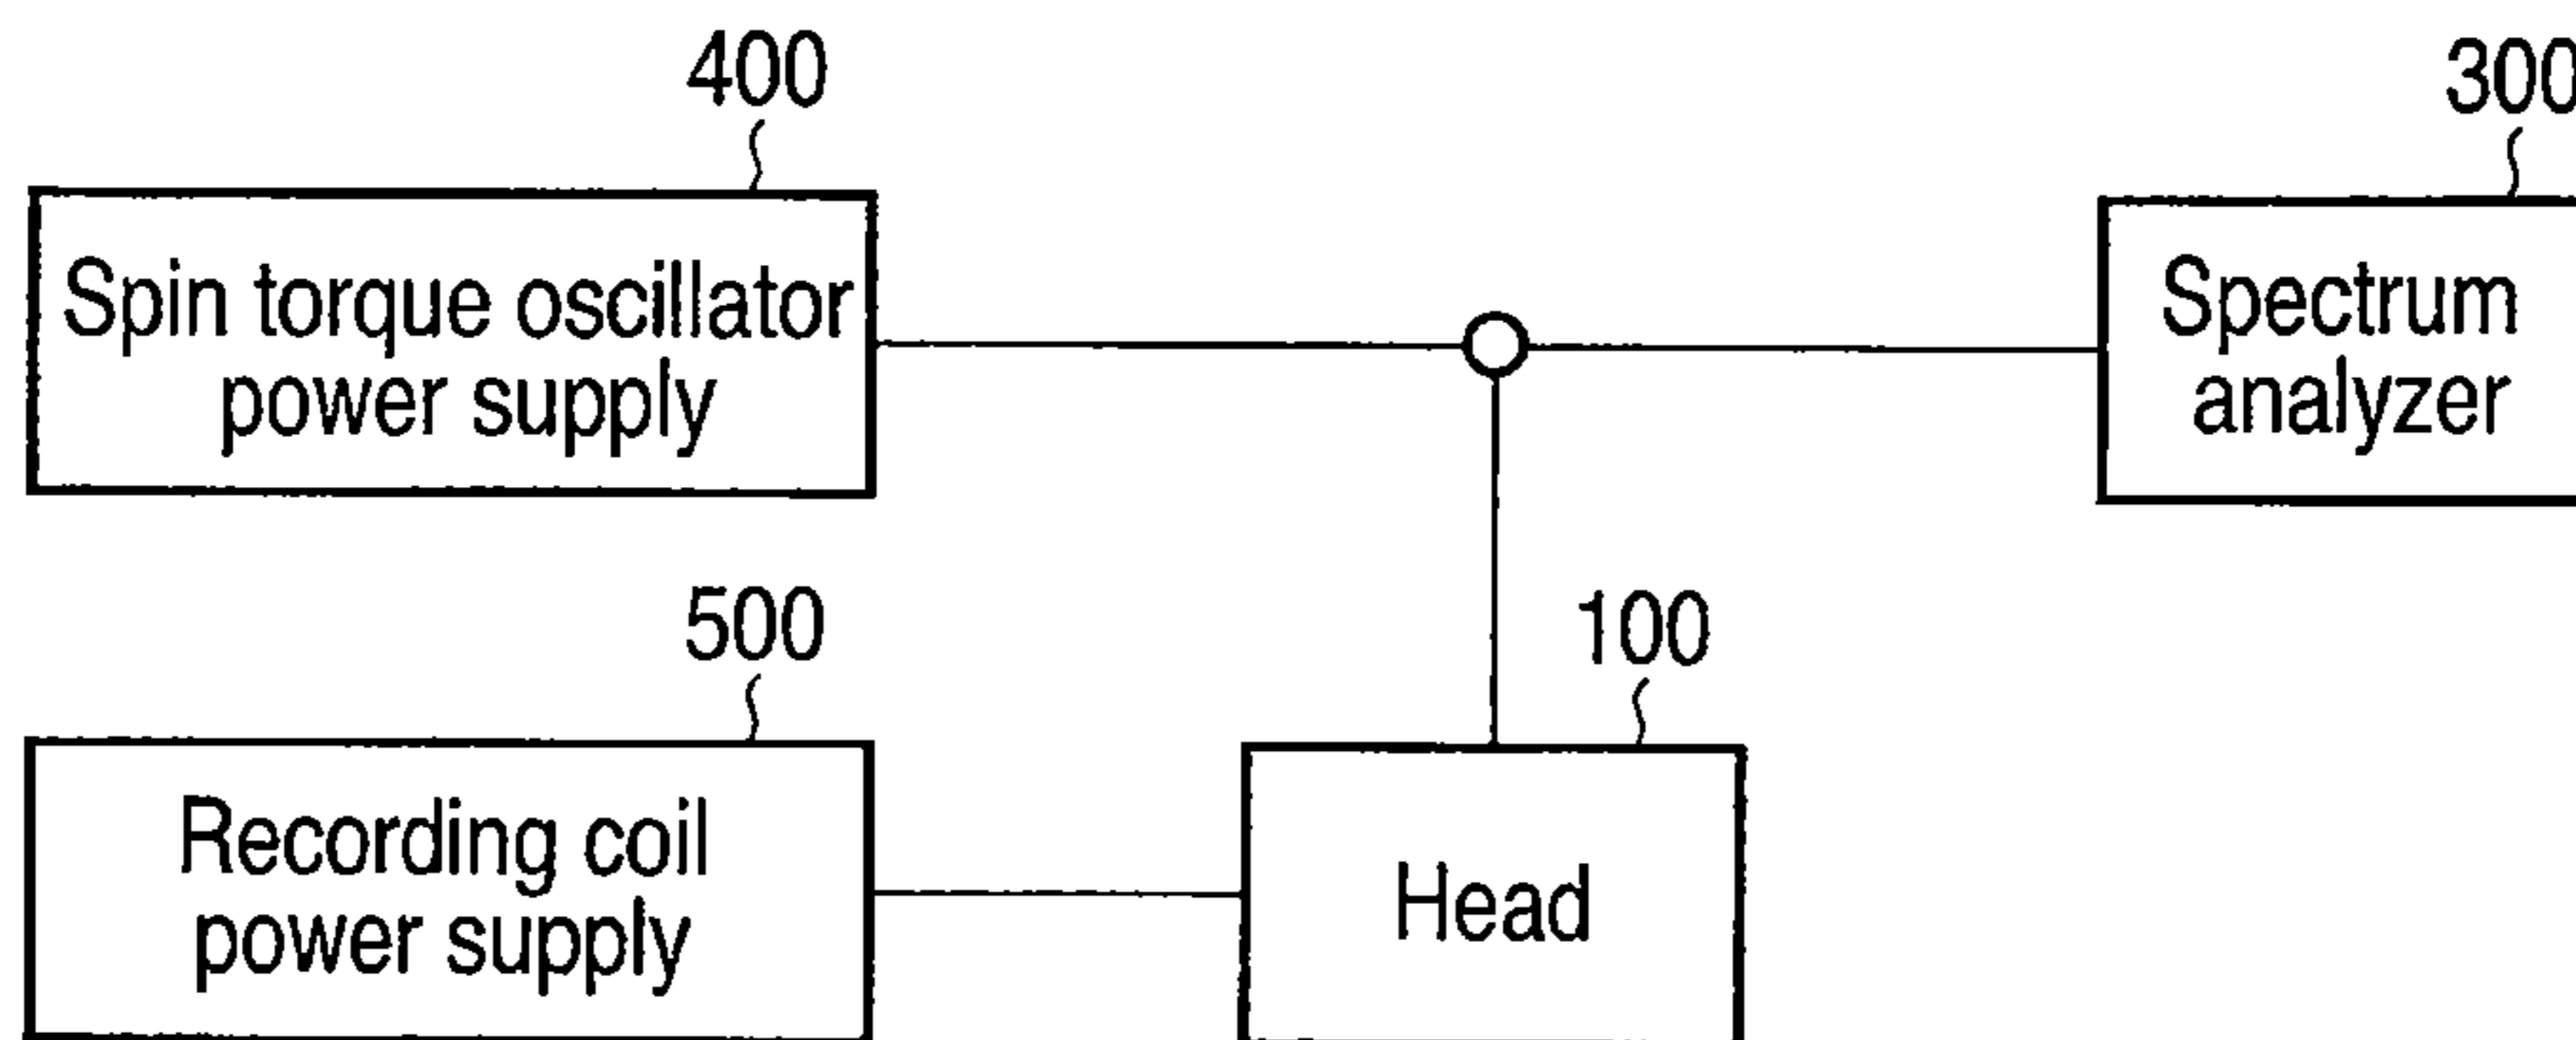 400
300
Spin torque oscillator
power supply
Spectrum
analyzer
500
100
Recording coil
power supply
Head